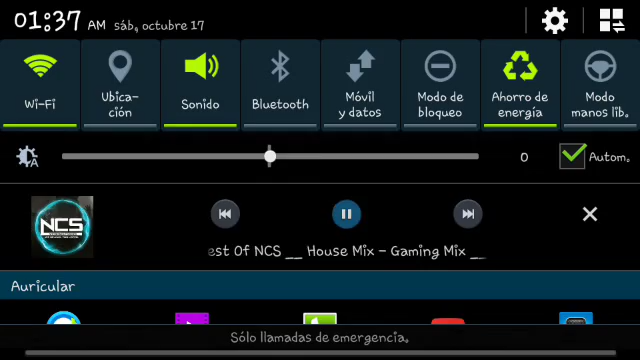 01:37 AM sáb, octubre 17
Wi-Fi
Ubica-
ción
Sonido
Bluetooth
Móvil
y datos
Modo de
bloqueo
Ahorro de
energía
Modo
manos lib.
A
0
Autom.
NCS
est Of NCS __ House Mix - Gaming Mix __
Auricular
Sólo llamadas de emergencia.